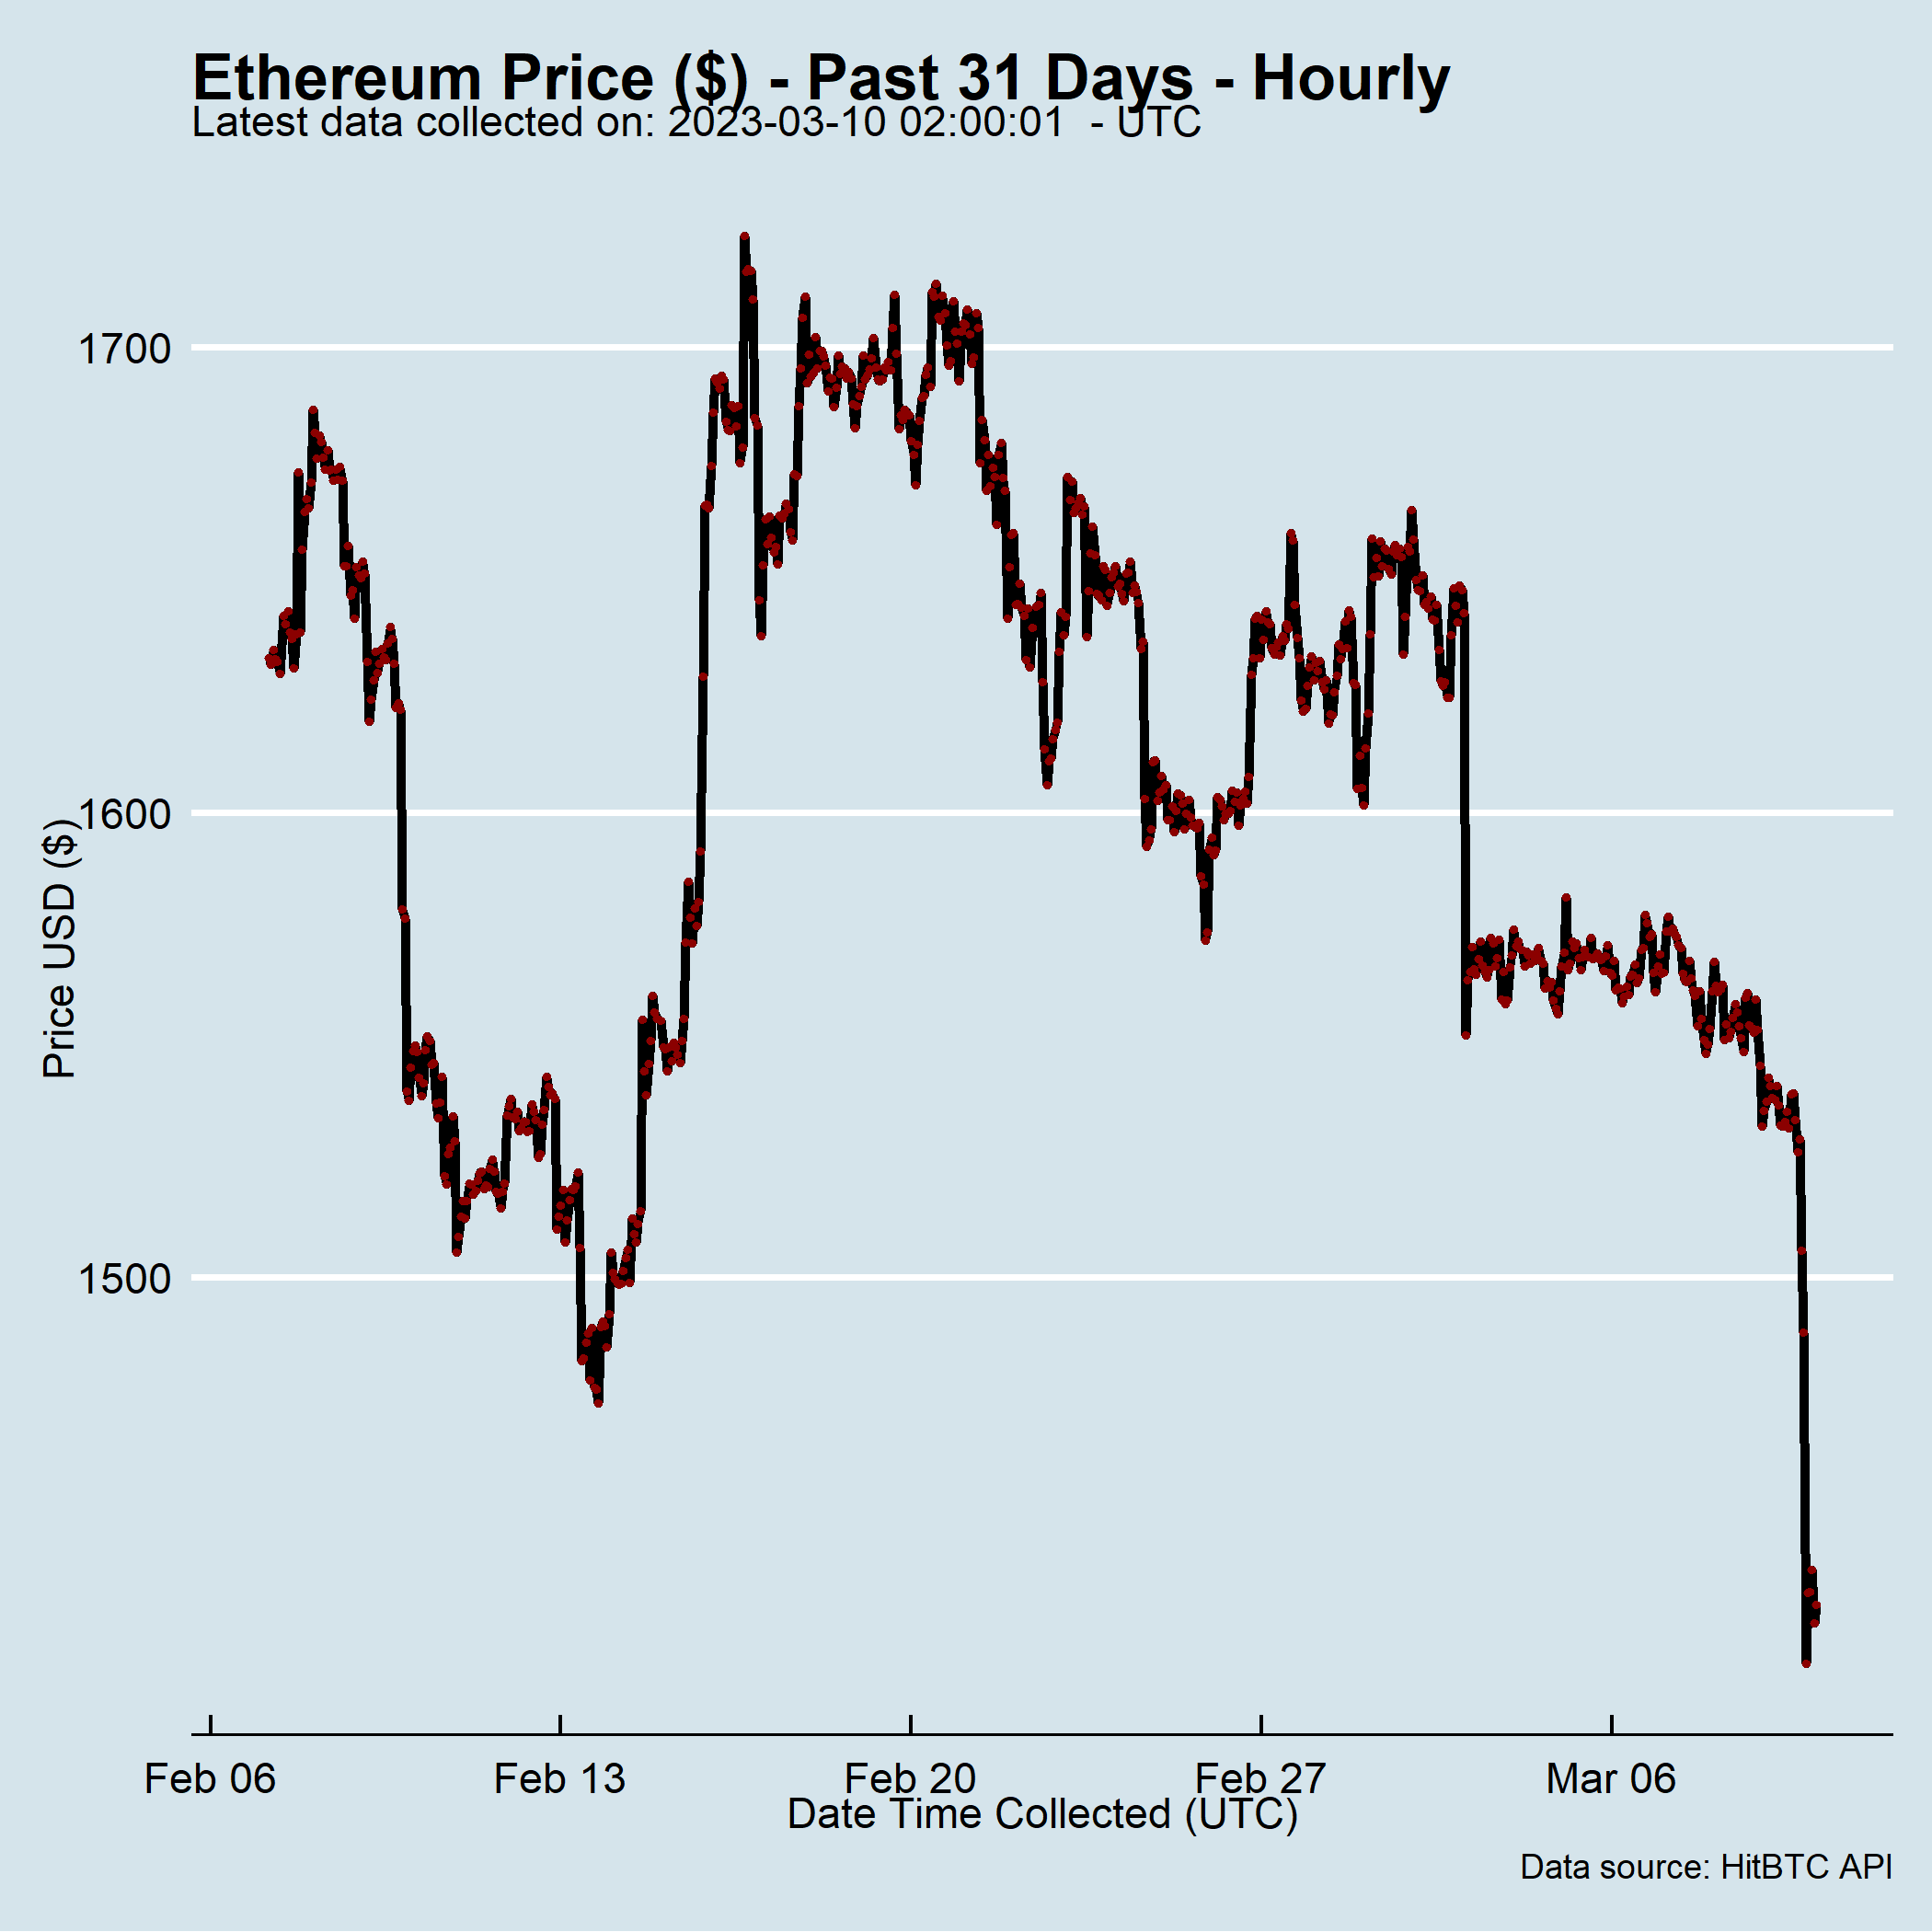 Ethereum Price ($) - Past 31 Days - Hourly
Latest data collected on: 2023-03-10 02:00:01  - UTC
1700
1600
1500
Price USD ($)
Feb 06
Feb 13
Feb 20
Feb 27
Mar 06
Date Time Collected (UTC)
Data source: HitBTC API